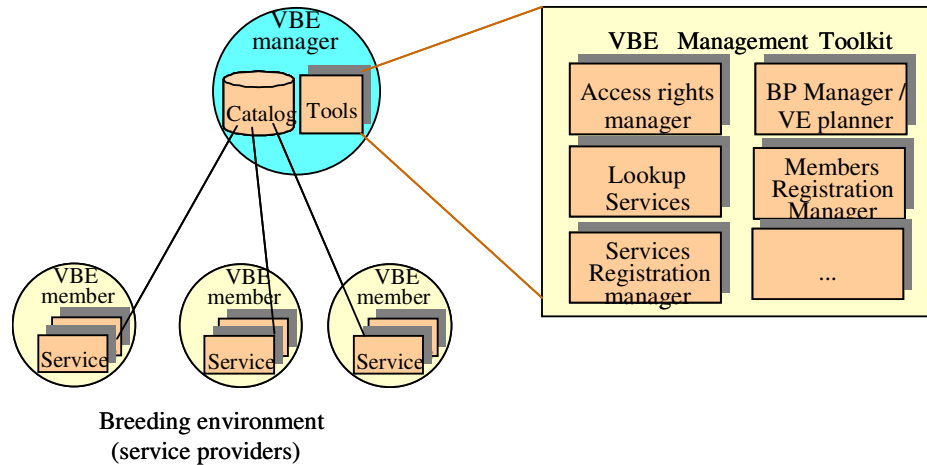 VBE
manager
Catalog
Tools
VBE Management Toolkit
Access rights
manager
BP Manager /
VE planner
Lookup
Services
Members
Registration
Manager
Services
Registration
manager
...
VBE
member
Service
VBE
member
Service
VBE
member
Service
Breeding environment
(service providers)